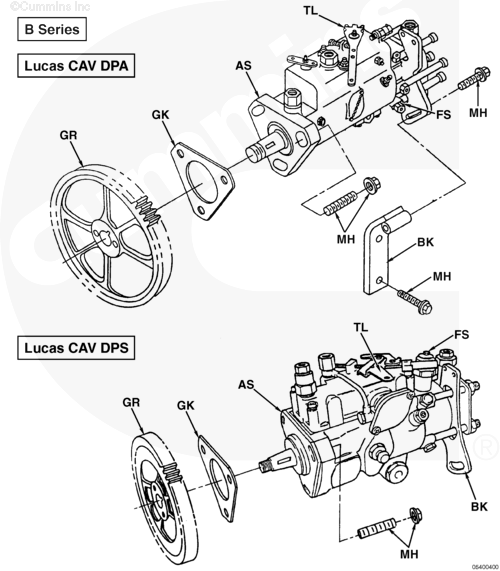 ©Cummins Inc
B Series
Lucas CAV DPA
TL
AS
GK
GR
FS
MH
MH
BK
MH
Lucas CAV DPS
TL
FS
AS
GK
GR
BK
MH
06400400